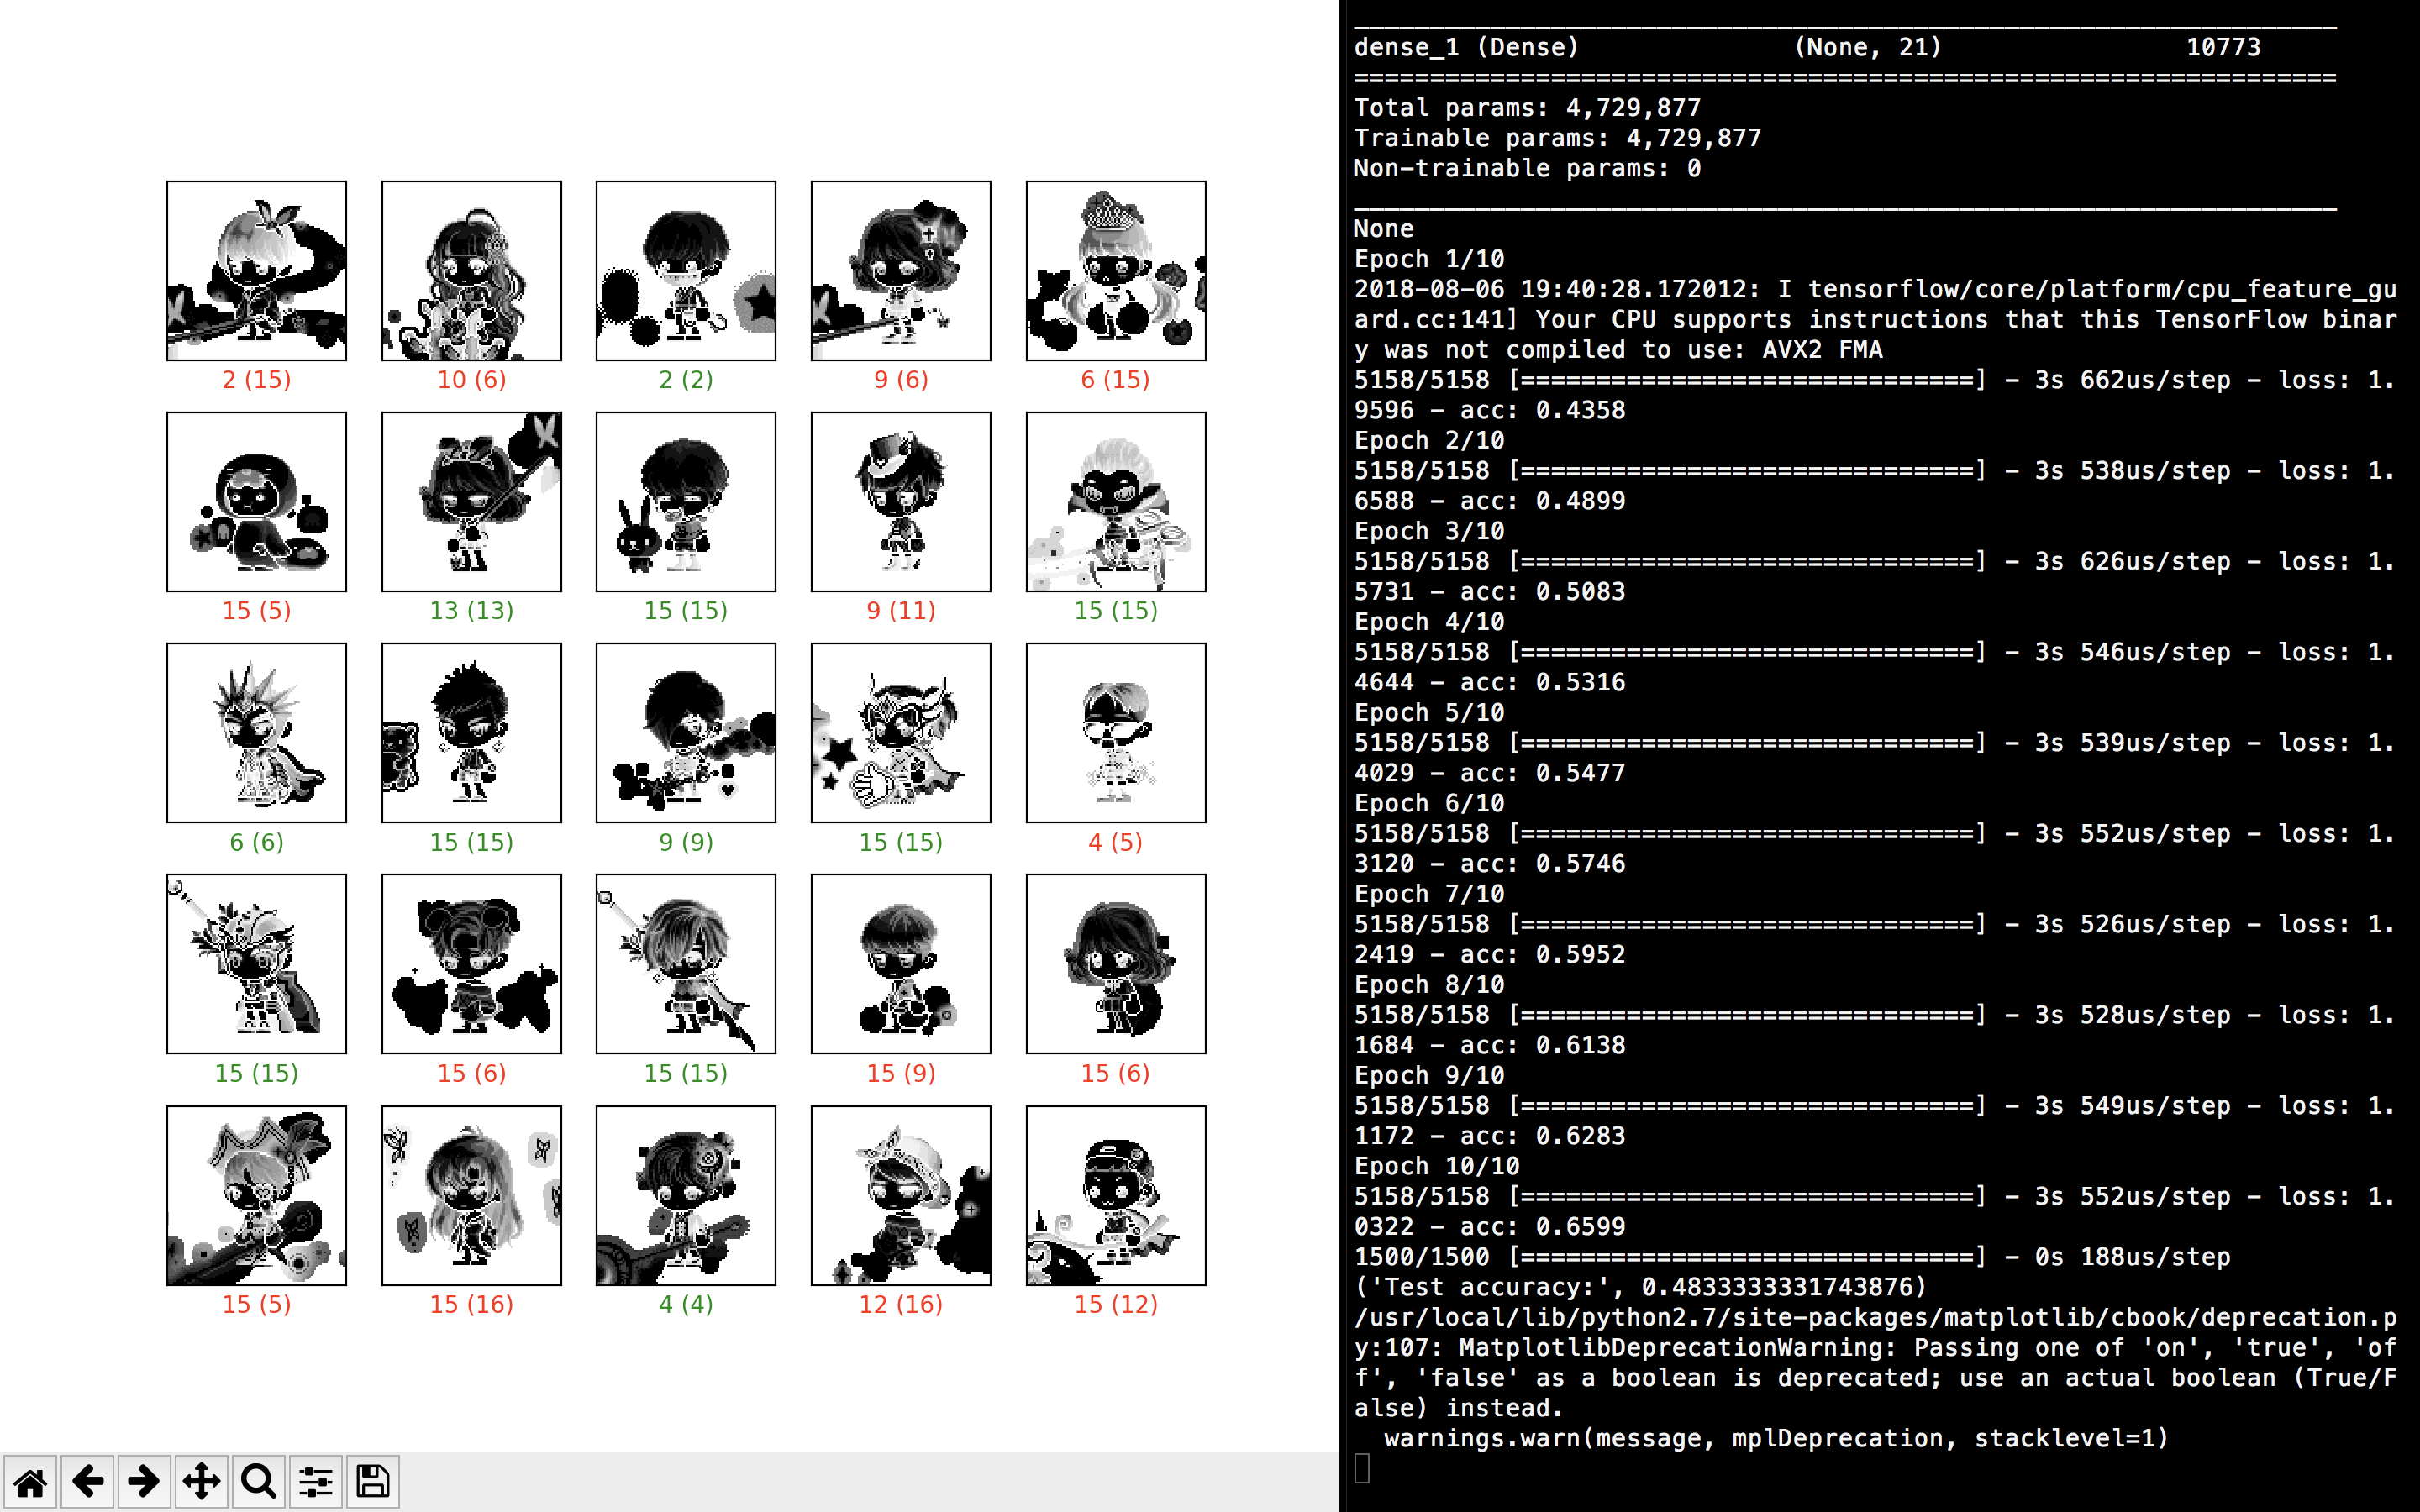 2 (15) 10 (6) 2 (2) 9 (6) 6 (15)
15 (5) 13 (13) 15 (15) 9 (11) 15 (15)
6 (6) 15 (15) 9 (9) 15 (15) 4 (5)
15 (15) 15 (6) 15 (15) 15 (9) 15 (6)
15 (5) 15 (16) 4 (4) 12 (16) 15 (12)
dense_1 (Dense) (None, 21) 10773
=================================================================
Total params: 4,729,877
Trainable params: 4,729,877
Non-trainable params: 0
_________________________________________________________________
None
Epoch 1/10
2018-08-06 19:40:28.172012: I tensorflow/core/platform/cpu_feature_gu
ard.cc:141] Your CPU supports instructions that this TensorFlow binar
y was not compiled to use: AVX2 FMA
5158/5158 [==============================] - 3s 662us/step - loss: 1.
9596 - acc: 0.4358
Epoch 2/10
5158/5158 [==============================] - 3s 538us/step - loss: 1.
6588 - acc: 0.4899
Epoch 3/10
5158/5158 [==============================] - 3s 626us/step - loss: 1.
5731 - acc: 0.5083
Epoch 4/10
5158/5158 [==============================] - 3s 546us/step - loss: 1.
4644 - acc: 0.5316
Epoch 5/10
5158/5158 [==============================] - 3s 539us/step - loss: 1.
4029 - acc: 0.5477
Epoch 6/10
5158/5158 [==============================] - 3s 552us/step - loss: 1.
3120 - acc: 0.5746
Epoch 7/10
5158/5158 [==============================] - 3s 526us/step - loss: 1.
2419 - acc: 0.5952
Epoch 8/10
5158/5158 [==============================] - 3s 528us/step - loss: 1.
1684 - acc: 0.6138
Epoch 9/10
5158/5158 [==============================] - 3s 549us/step - loss: 1.
1172 - acc: 0.6283
Epoch 10/10
5158/5158 [==============================] - 3s 552us/step - loss: 1.
0322 - acc: 0.6599
1500/1500 [==============================] - 0s 188us/step
('Test accuracy:', 0.4833333331743876)
/usr/local/lib/python2.7/site-packages/matplotlib/cbook/deprecation.p
y:107: MatplotlibDeprecationWarning: Passing one of 'on', 'true', 'of
f', 'false' as a boolean is deprecated; use an actual boolean (True/F
alse) instead.
  warnings.warn(message, mplDeprecation, stacklevel=1)